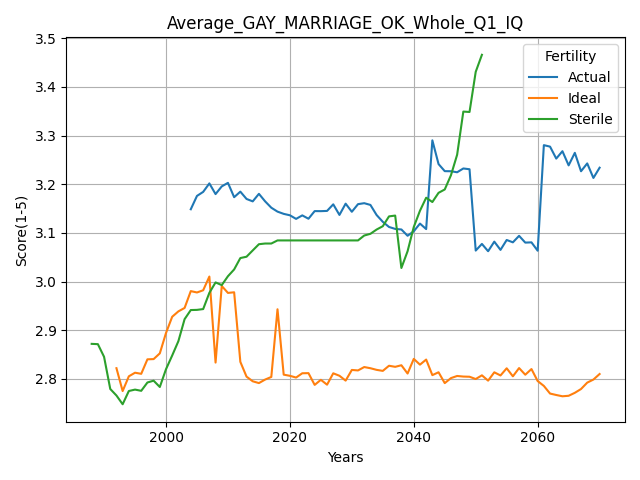 Average_GAY_MARRIAGE_OK_Whole_Q1_IQ
Score(1-5)
3.5
3.4
3.3
3.2
3.1
3.0
2.9
2.8
Fertility
Actual
Ideal
Sterile
2000
2020
2040
2060
Years